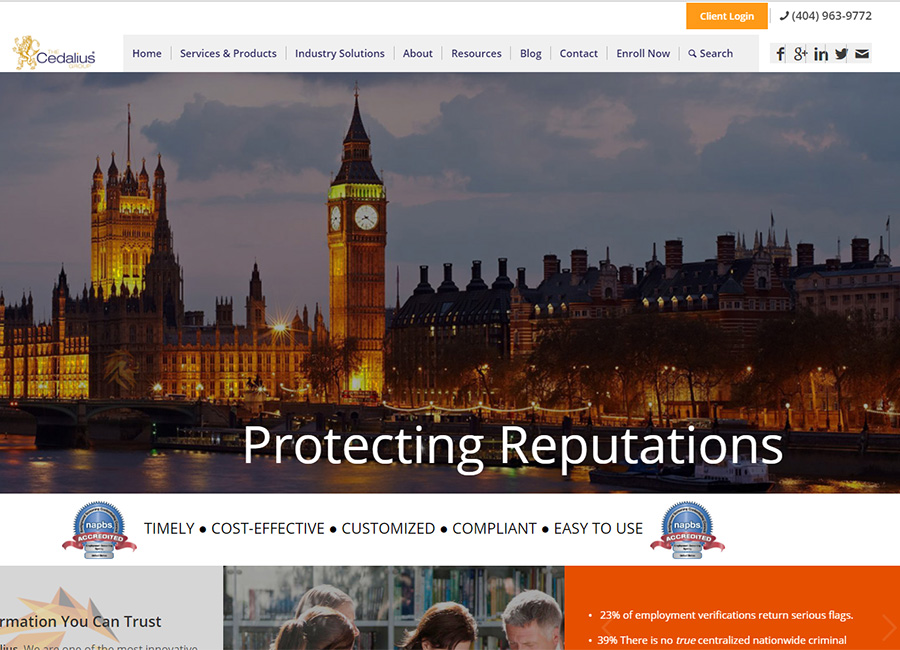 Client Login
(404) 963-9772
THE
Cedalius
GROUP
Home
Services & Products
Industry Solutions
About
Resources
Blog
Contact
Enroll Now
Search
Protecting Reputations
napbs
ACCREDITED
TIMELY ● COST-EFFECTIVE ● CUSTOMIZED ● COMPLIANT ● EASY TO USE
napbs
ACCREDITED
rmation You Can Trust
lius. We are one of the most innovative
• 23% of employment verifications return serious flags.
• 39% There is no true centralized nationwide criminal